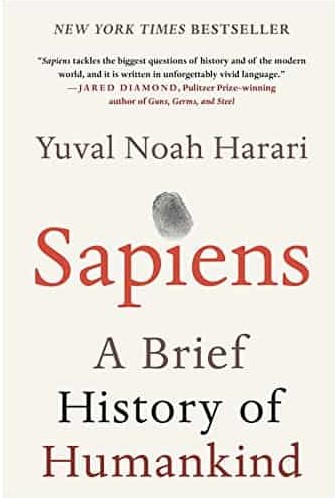 NEW YORK TIMES BESTSELLER
"Sapiens tackles the biggest questions of history and of the modern
world, and it is written in unforgettably vivid language."
—JARED DIAMOND, Pulitzer Prize–winning
author of Guns, Germs, and Steel
Yuval Noah Harari
Sapiens
A Brief
History of
Humankind